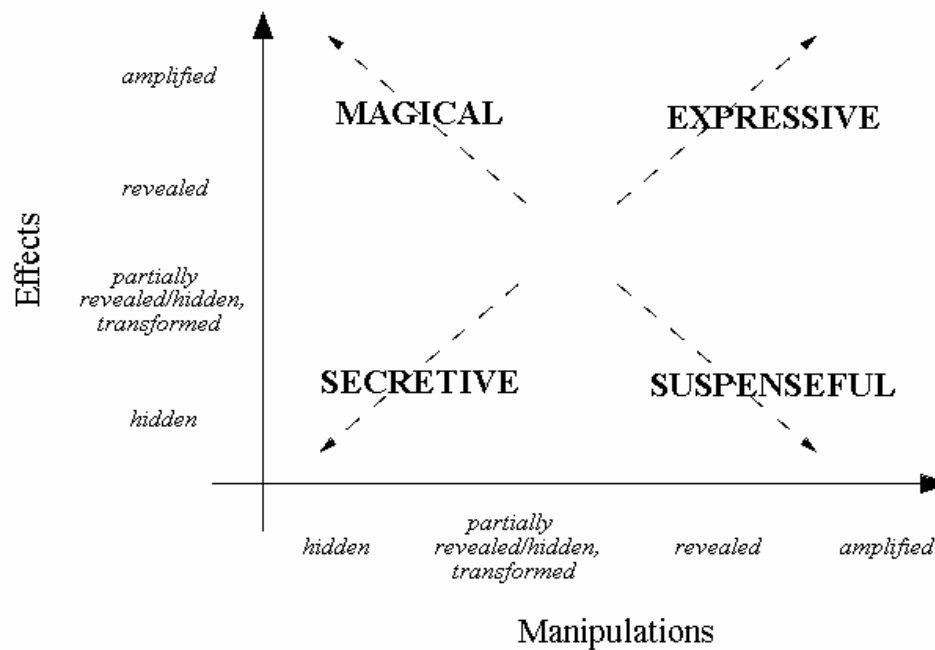 amplified
MAGICAL
EXPRESSIVE
revealed
Effects
partially
revealed/hidden,
transformed
SECRETIVE
SUSPENSEFUL
hidden
hidden
partially
revealed/hidden,
transformed
revealed
amplified
Manipulations